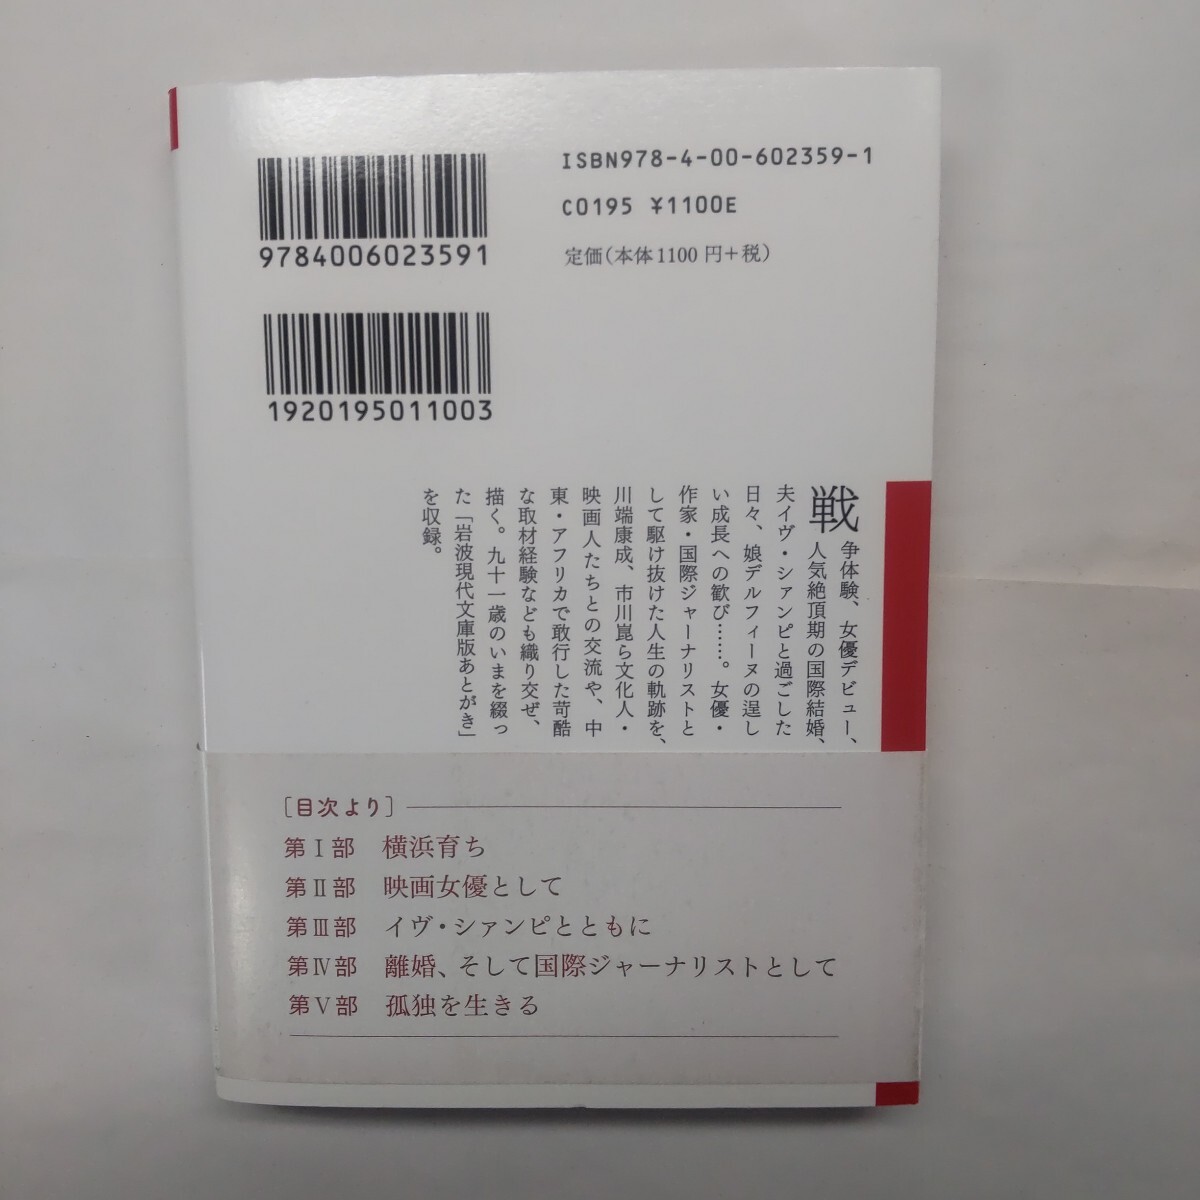 ISBN978-4-00-602359-1
C0195 ¥1100E
定価(本体1100円+税)
9784006023591
1920195011003
戦争体験、女優デビュー、
人気絶頂期の国際結婚、
夫イヴ・シァンピと過ごした
日々、娘デルフィーヌの逞し
い成長への歓び……。女優・
作家・国際ジャーナリストと
して駆け抜けた人生の軌跡を、
川端康成、市川崑ら文化人・
映画人たちとの交流や、中
東・アフリカで敢行した苛酷
な取材経験なども織り交ぜ、
描く。九十一歳のいまを綴っ
た「岩波現代文庫版あとがき」
を収録。
[目次より]
第Ⅰ部 横浜育ち
第Ⅱ部 映画女優として
第Ⅲ部 イヴ・シァンピとともに
第Ⅳ部 離婚、そして国際ジャーナリストとして
第Ⅴ部 孤独を生きる